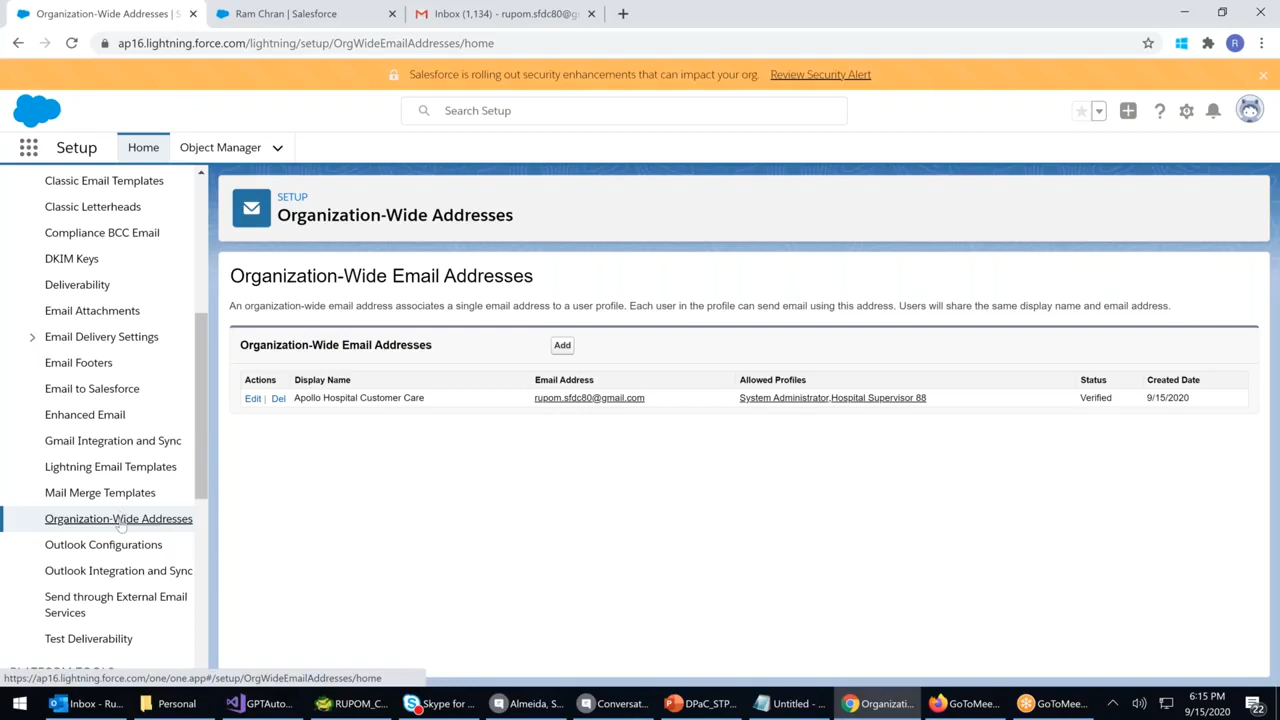 Organization-Wide Addresses | S
Ram Chran | Salesforce
Inbox (1,134) - rupom.sfdc80@g
ap16.lightning.force.com/lightning/setup/OrgWideEmailAddresses/home
R
Salesforce is rolling out security enhancements that can impact your org. Review Security Alert
Search Setup
Setup
Home
Object Manager
Classic Email Templates
Classic Letterheads
Compliance BCC Email
DKIM Keys
Deliverability
Email Attachments
Email Delivery Settings
Email Footers
Email to Salesforce
Enhanced Email
Gmail Integration and Sync
Lightning Email Templates
Mail Merge Templates
Organization-Wide Addresses
Outlook Configurations
Outlook Integration and Sync
Send through External Email
Services
Test Deliverability
SETUP
Organization-Wide Addresses
Organization-Wide Email Addresses
An organization-wide email address associates a single email address to a user profile. Each user in the profile can send email using this address. Users will share the same display name and email address.
Organization-Wide Email Addresses
Add
Actions Display Name Email Address Allowed Profiles Status Created Date
Edit | Del Apollo Hospital Customer Care rupom.sfdc80@gmail.com System Administrator,Hospital Supervisor 88 Verified 9/15/2020
https://ap16.lightning.force.com/one/one.app#/setup/OrgWideEmailAddresses/home
Inbox - Ru...
Personal
GPTAuto...
RUPOM_C...
Skype for ...
Almeida, S...
Conversat...
DPaC_STP...
Untitled - ...
Organizati...
GoToMee...
GoToMee...
6:15 PM
9/15/2020
22